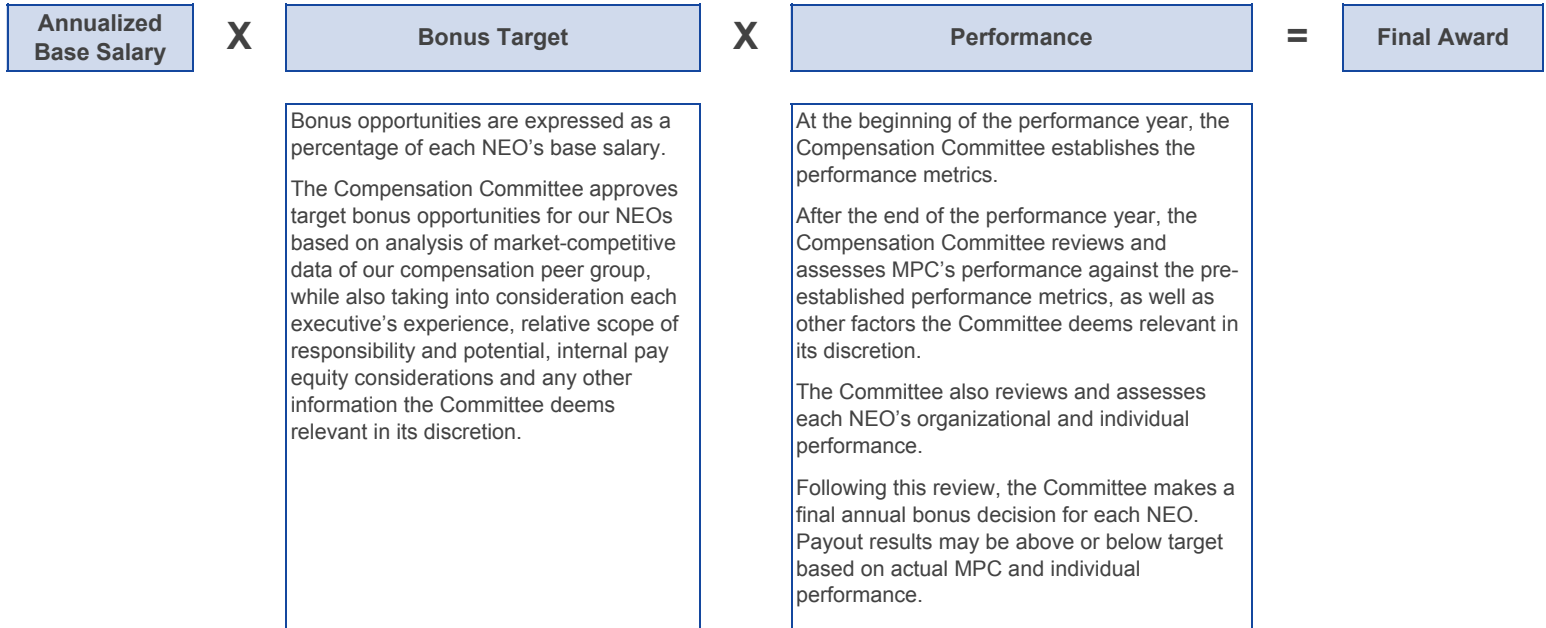 Annualized
Base Salary
X
Bonus Target
X
Performance
=
Final Award
Bonus opportunities are expressed as a
percentage of each NEO's base salary.
The Compensation Committee approves
target bonus opportunities for our NEOs
based on analysis of market-competitive
data of our compensation peer group,
while also taking into consideration each
executive's experience, relative scope of
responsibility and potential, internal pay
equity considerations and any other
information the Committee deems
relevant in its discretion.
At the beginning of the performance year, the
Compensation Committee establishes the
performance metrics.
After the end of the performance year, the
Compensation Committee reviews and
assesses MPC's performance against the pre-
established performance metrics, as well as
other factors the Committee deems relevant in
its discretion.
The Committee also reviews and assesses
each NEO's organizational and individual
performance.
Following this review, the Committee makes a
final annual bonus decision for each NEO.
Payout results may be above or below target
based on actual MPC and individual
performance.